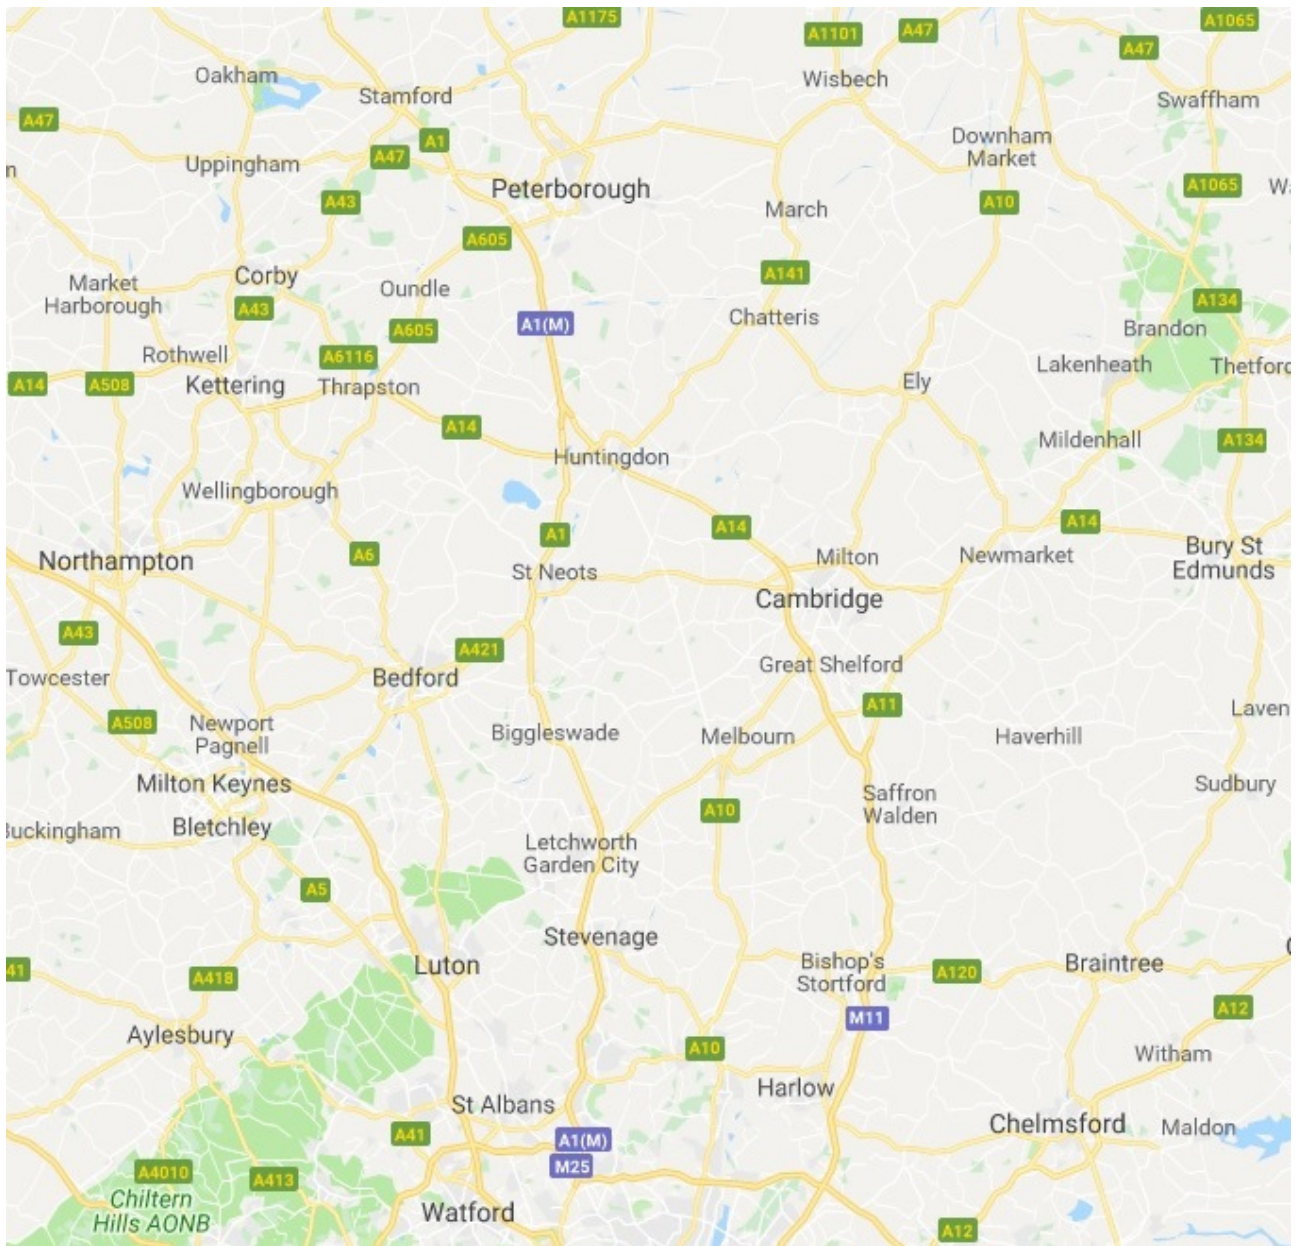 A1175
A1101
A47
A1065
A47
Oakham
Wisbech
Stamford
Swaffham
A47
A1
Downham
Market
A47
Uppingham
Peterborough
A1065
A43
A10
March
A605
Corby
A141
Market
Harborough
Oundle
A43
A134
Chatteris
A1(M)
A605
Brandon
Rothwell
A6116
Lakenheath
Thetford
A14
A508
Kettering
Thrapston
Ely
A14
Mildenhall
A134
Huntingdon
Wellingborough
A1
A14
A14
Northampton
A6
Milton
Newmarket
Bury St
Edmunds
St Neots
Cambridge
A43
A421
Great Shelford
Towcester
Bedford
A11
Laven
A508
Newport
Pagnell
Biggleswade
Melbourn
Haverhill
Milton Keynes
Sudbury
Saffron
Walden
A10
Buckingham
Bletchley
Letchworth
Garden City
A5
Stevenage
41
A418
Luton
Bishop's
Stortford
A120
Braintree
A12
M11
Aylesbury
A10
Witham
Harlow
St Albans
Chelmsford
Maldon
A41
A1(M)
M25
A4010
A413
Chiltern
Hills AONB
Watford
A12